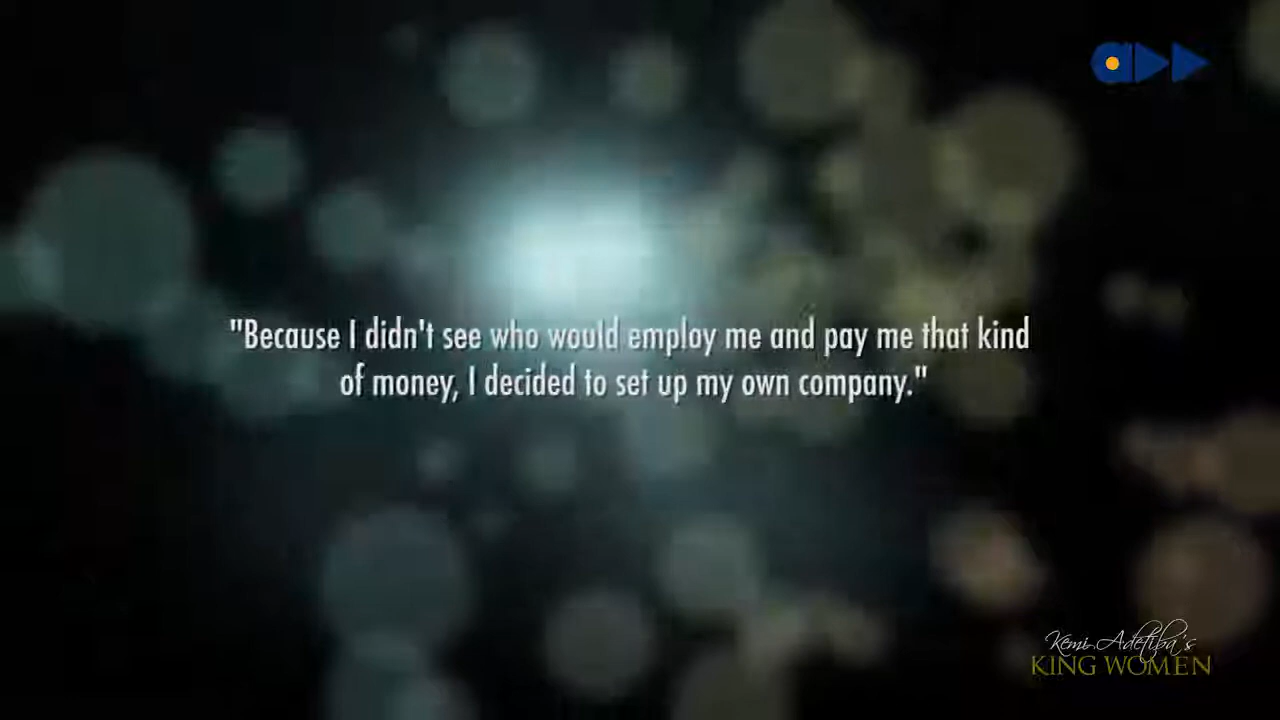 "Because I didn't see who would employ me and pay me that kind
of money, I decided to set up my own company."
Kemi Adetiba's
KING WOMEN